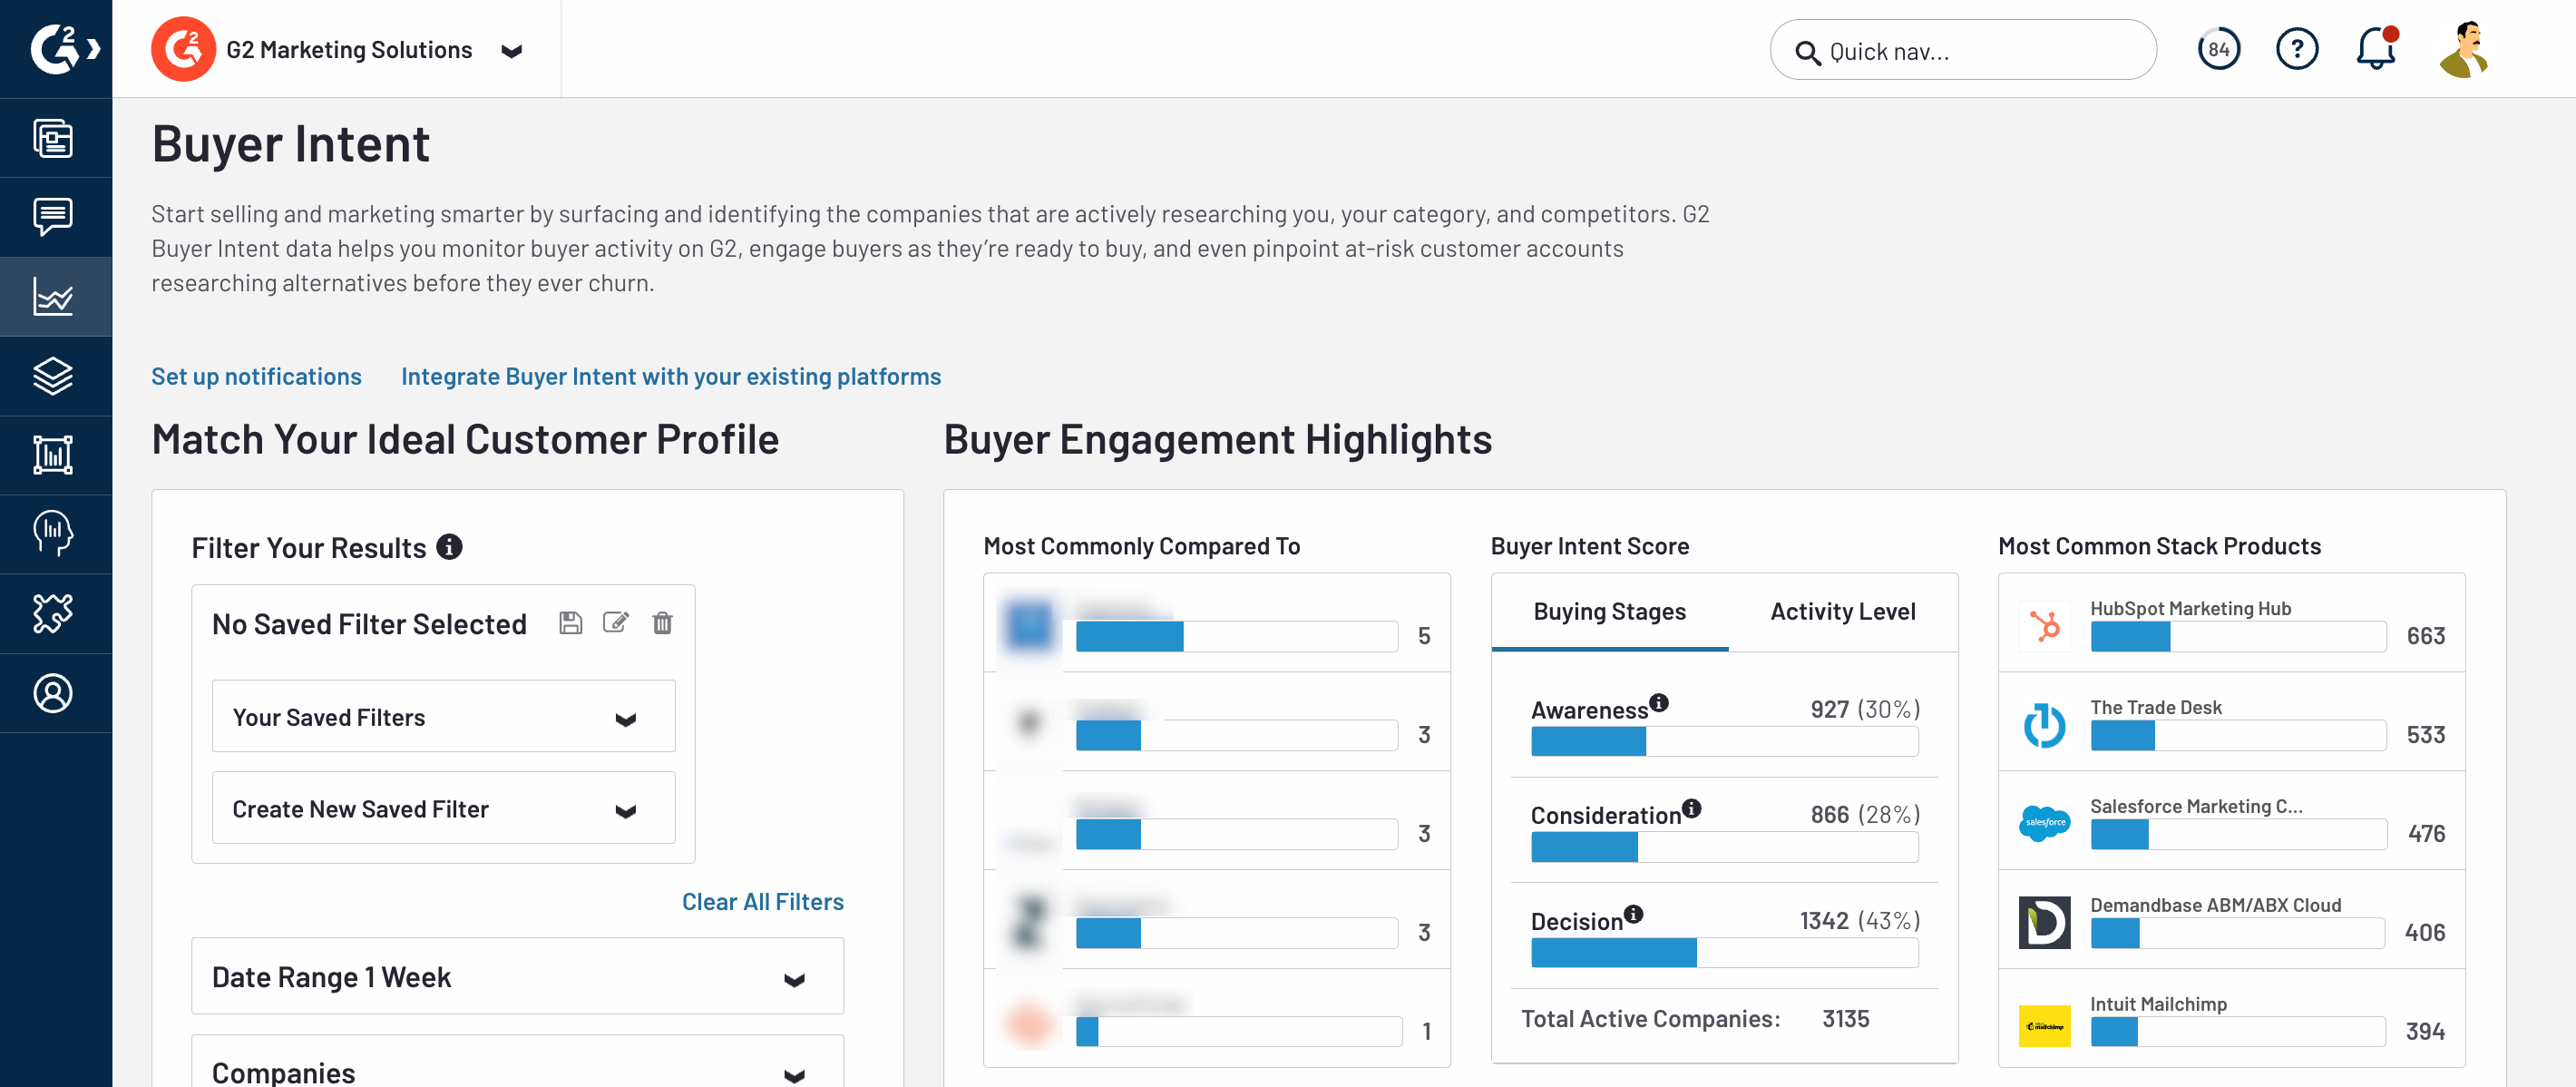 G2 Marketing Solutions
Quick nav...
84
?
Buyer Intent
Start selling and marketing smarter by surfacing and identifying the companies that are actively researching you, your category, and competitors. G2
Buyer Intent data helps you monitor buyer activity on G2, engage buyers as they’re ready to buy, and even pinpoint at-risk customer accounts
researching alternatives before they ever churn.
Set up notifications
Integrate Buyer Intent with your existing platforms
Match Your Ideal Customer Profile
Filter Your Results
No Saved Filter Selected
Your Saved Filters
Create New Saved Filter
Clear All Filters
Date Range 1 Week
Companies
Buyer Engagement Highlights
Most Commonly Compared To
5
3
3
3
1
Buyer Intent Score
Buying Stages
Activity Level
Awareness 927 (30%)
Consideration 866 (28%)
Decision 1342 (43%)
Total Active Companies: 3135
Most Common Stack Products
HubSpot Marketing Hub
663
The Trade Desk
533
Salesforce Marketing C...
salesforce
476
Demandbase ABM/ABX Cloud
406
Intuit Mailchimp
mailchimp
394